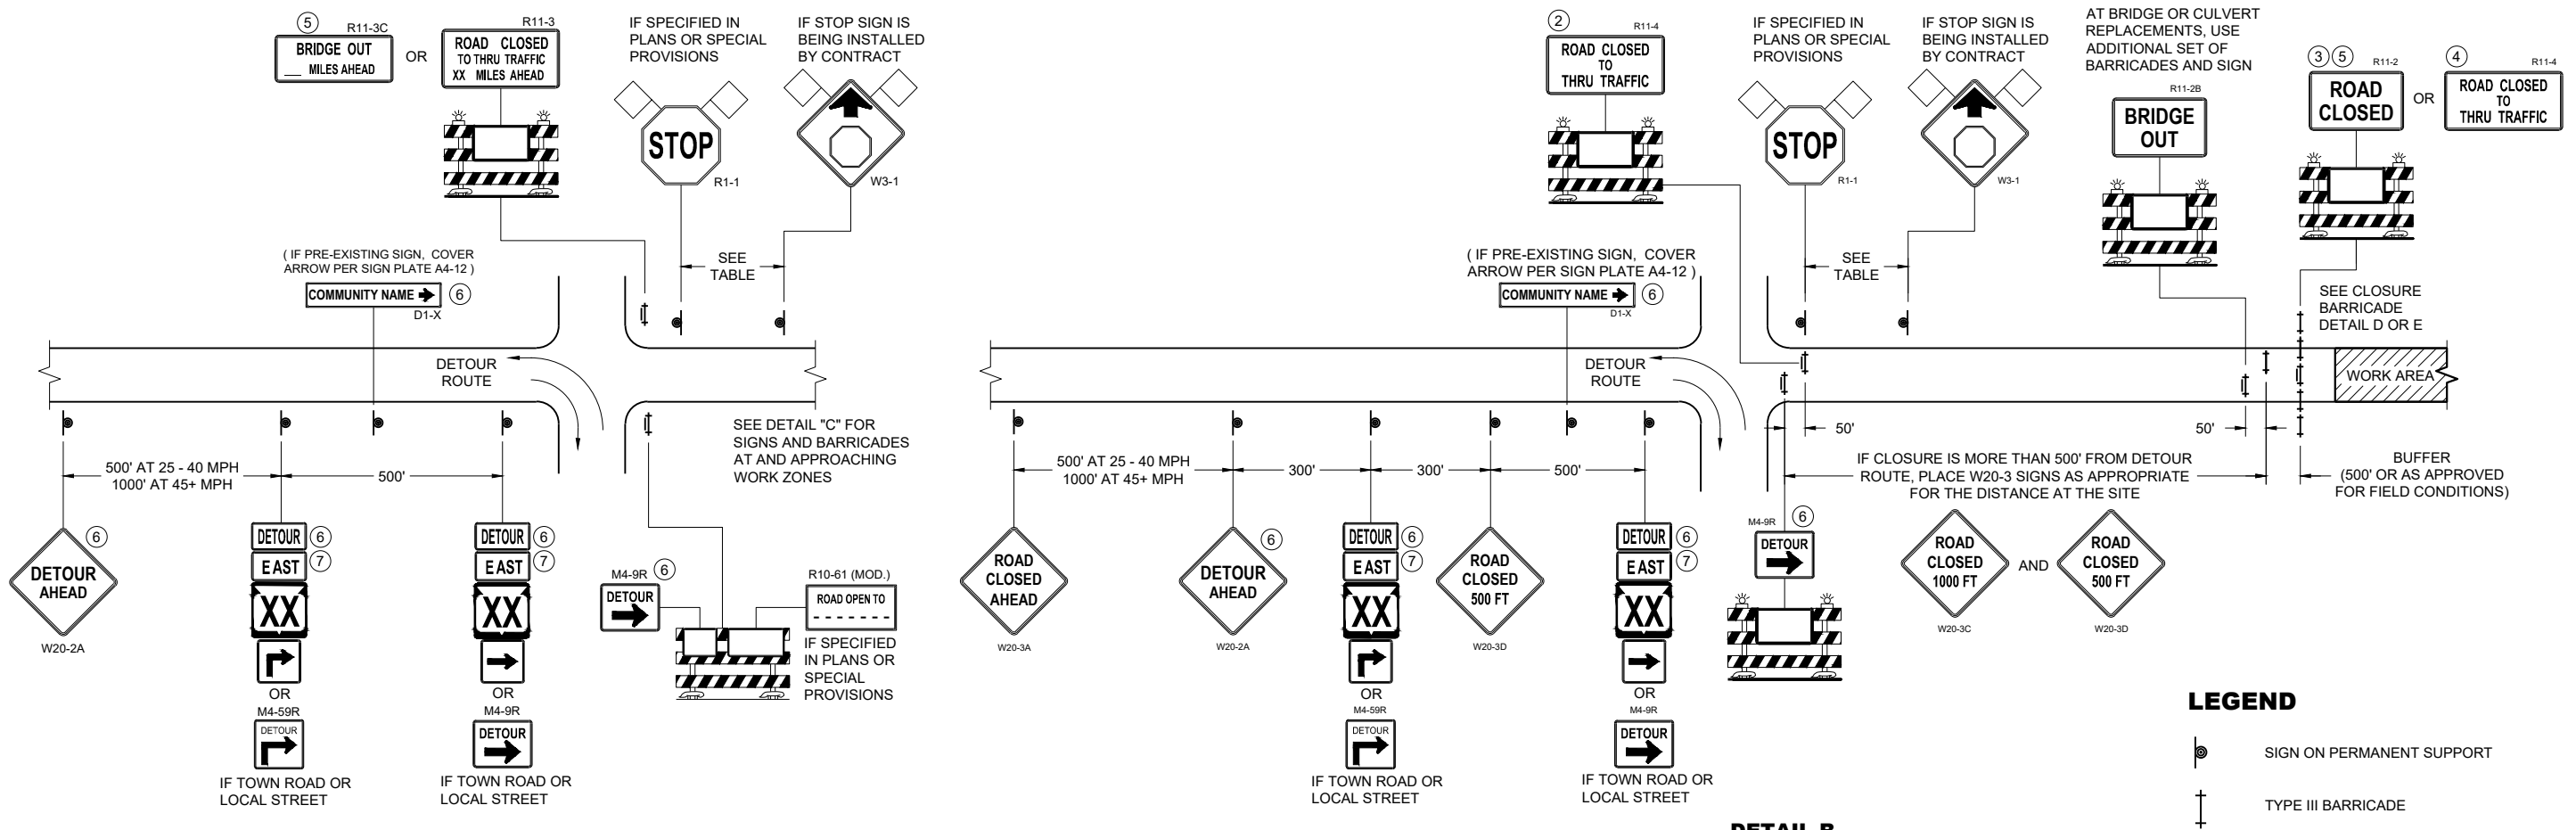 5
R11-3C
BRIDGE OUT
__ MILES AHEAD
OR
R11-3
ROAD CLOSED
TO THRU TRAFFIC
XX MILES AHEAD
IF SPECIFIED IN
PLANS OR SPECIAL
PROVISIONS
IF STOP SIGN IS
BEING INSTALLED
BY CONTRACT
STOP
R1-1
W3-1
SEE
TABLE
( IF PRE-EXISTING SIGN, COVER
ARROW PER SIGN PLATE A4-12 )
COMMUNITY NAME
6
D1-X
DETOUR
ROUTE
SEE DETAIL "C" FOR
SIGNS AND BARRICADES
AT AND APPROACHING
WORK ZONES
500' AT 25 - 40 MPH
1000' AT 45+ MPH
500'
6
DETOUR
AHEAD
W20-2A
DETOUR
6
EAST
7
XX
OR
M4-59R
DETOUR
IF TOWN ROAD OR
LOCAL STREET
DETOUR
6
EAST
7
XX
OR
M4-9R
DETOUR
IF TOWN ROAD OR
LOCAL STREET
M4-9R
6
DETOUR
R10-61 (MOD.)
ROAD OPEN TO
- - - - - - -
IF SPECIFIED
IN PLANS OR
SPECIAL
PROVISIONS
2
R11-4
ROAD CLOSED
TO
THRU TRAFFIC
IF SPECIFIED IN
PLANS OR SPECIAL
PROVISIONS
IF STOP SIGN IS
BEING INSTALLED
BY CONTRACT
STOP
R1-1
W3-1
SEE
TABLE
AT BRIDGE OR CULVERT
REPLACEMENTS, USE
ADDITIONAL SET OF
BARRICADES AND SIGN
R11-2B
BRIDGE
OUT
3
5
R11-2
ROAD
CLOSED
OR
4
R11-4
ROAD CLOSED
TO
THRU TRAFFIC
SEE CLOSURE
BARRICADE
DETAIL D OR E
WORK AREA
( IF PRE-EXISTING SIGN, COVER
ARROW PER SIGN PLATE A4-12 )
COMMUNITY NAME
6
D1-X
DETOUR
ROUTE
50'
50'
500' AT 25 - 40 MPH
1000' AT 45+ MPH
300'
300'
500'
IF CLOSURE IS MORE THAN 500' FROM DETOUR
ROUTE, PLACE W20-3 SIGNS AS APPROPRIATE
FOR THE DISTANCE AT THE SITE
BUFFER
(500' OR AS APPROVED
FOR FIELD CONDITIONS)
ROAD
CLOSED
AHEAD
W20-3A
6
DETOUR
AHEAD
W20-2A
DETOUR
6
EAST
7
XX
OR
M4-59R
DETOUR
IF TOWN ROAD OR
LOCAL STREET
ROAD
CLOSED
500 FT
W20-3D
DETOUR
6
EAST
7
XX
OR
M4-9R
DETOUR
IF TOWN ROAD OR
LOCAL STREET
M4-9R
6
DETOUR
ROAD
CLOSED
1000 FT
W20-3C
AND
ROAD
CLOSED
500 FT
W20-3D
LEGEND
SIGN ON PERMANENT SUPPORT
TYPE III BARRICADE
DETAIL B